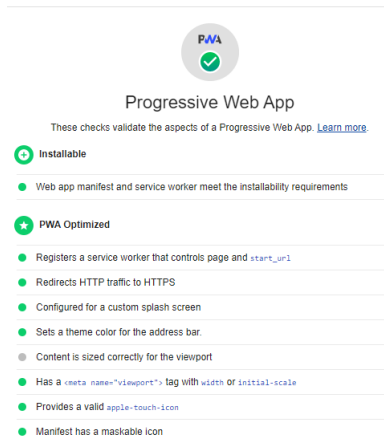 PWA
Progressive Web App
These checks validate the aspects of a Progressive Web App. Learn more.
Installable
Web app manifest and service worker meet the installability requirements
PWA Optimized
Registers a service worker that controls page and start_url
Redirects HTTP traffic to HTTPS
Configured for a custom splash screen
Sets a theme color for the address bar.
Content is sized correctly for the viewport
Has a <meta name="viewport"> tag with width or initial-scale
Provides a valid apple-touch-icon
Manifest has a maskable icon